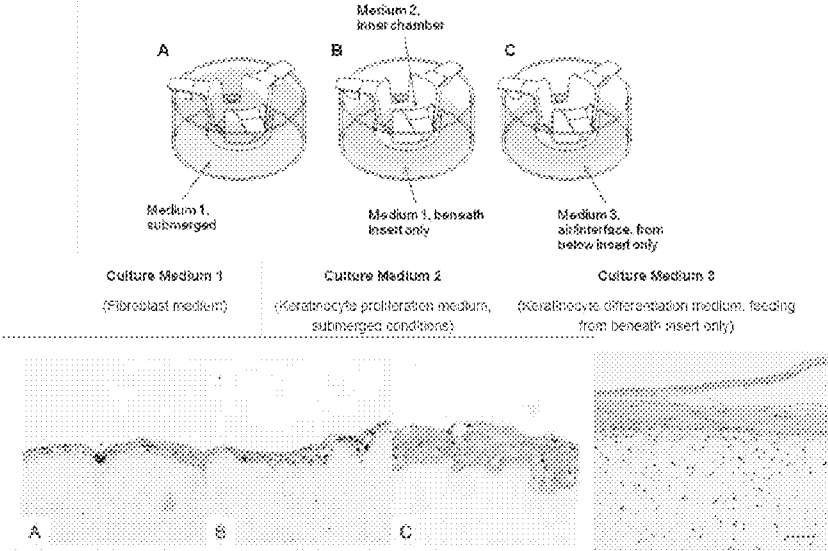 Medium 2,
inner chamber
A
B
C
Medium 1,
submerged
Medium 1, beneath
insert only
Medium 3,
air/interface, from
below insert only
Culture Medium 1
Culture Medium 2
Culture Medium 3
(Fibroblast medium)
(Keratinocyte proliferation medium,
submerged conditions)
(Keratinocyte differentiation medium, feeding
from beneath insert only)
A
B
C